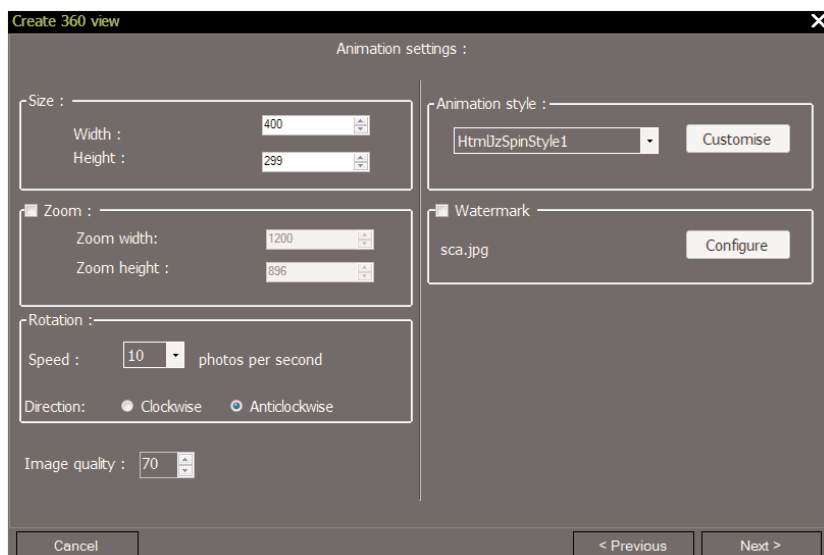 Create 360 view
Animation settings :
Size :
Width :
400
Height :
299
Zoom :
Zoom width:
1200
Zoom height :
896
Rotation :
Speed :
10
photos per second
Direction:
Clockwise
Anticlockwise
Image quality :
70
Animation style :
HtmlJzSpinStyle1
Customise
Watermark
sca.jpg
Configure
Cancel
< Previous
Next >